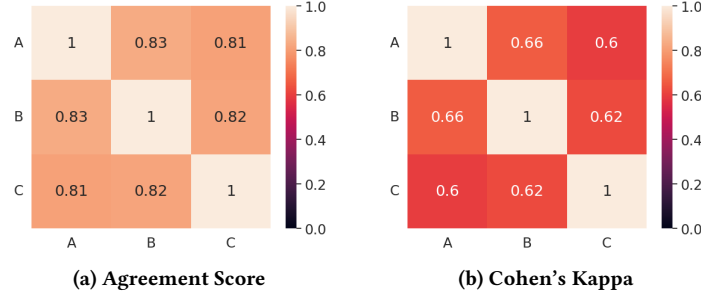 A 1 0.83 0.81
B 0.83 1 0.82
C 0.81 0.82 1
A B C
1.0
0.8
0.6
0.4
0.2
0.0
(a) Agreement Score
A 1 0.66 0.6
B 0.66 1 0.62
C 0.6 0.62 1
A B C
1.0
0.8
0.6
0.4
0.2
0.0
(b) Cohen's Kappa